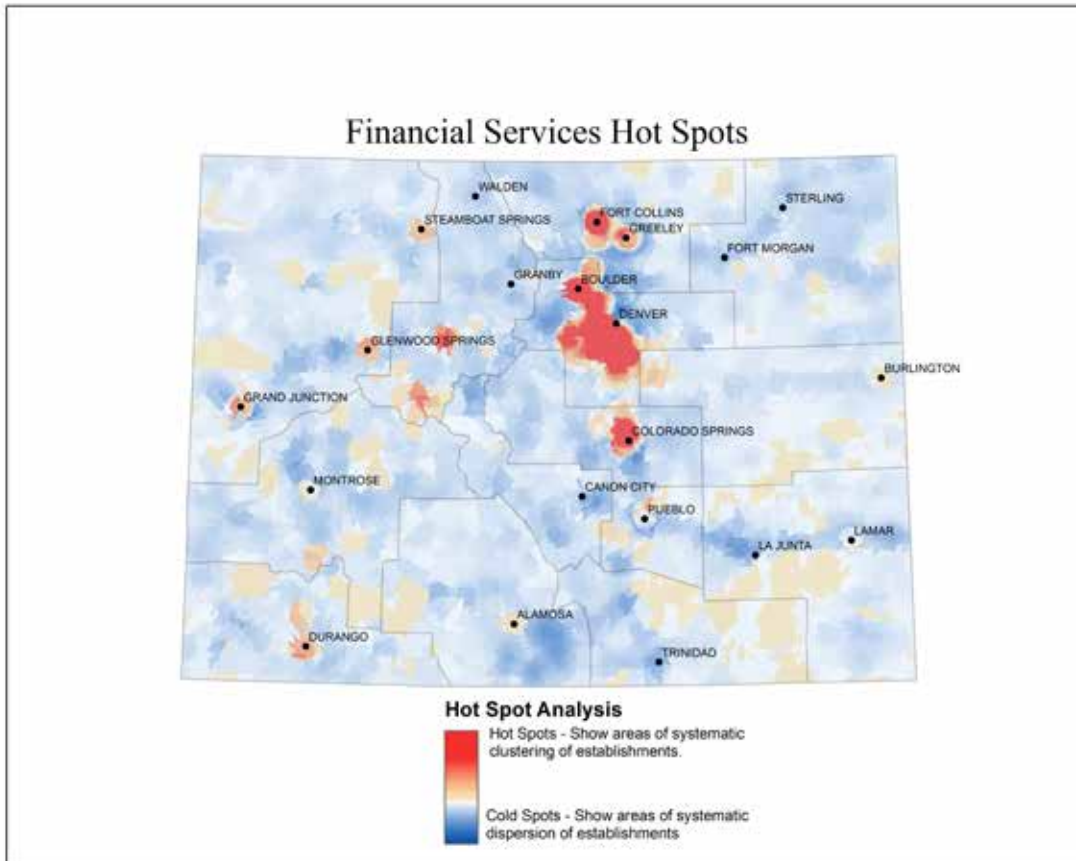 Financial Services Hot Spots
WALDEN
STERLING
FORT COLLINS
STEAMBOAT SPRINGS
GREELEY
FORT MORGAN
GRANBY
BOULDER
DENVER
GLENWOOD SPRINGS
BURLINGTON
GRAND JUNCTION
COLORADO SPRINGS
MONTROSE
CANON CITY
PUEBLO
LAMAR
LA JUNTA
ALAMOSA
DURANGO
TRINIDAD
Hot Spot Analysis
Hot Spots - Show areas of systematic
clustering of establishments.
Cold Spots - Show areas of systematic
dispersion of establishments